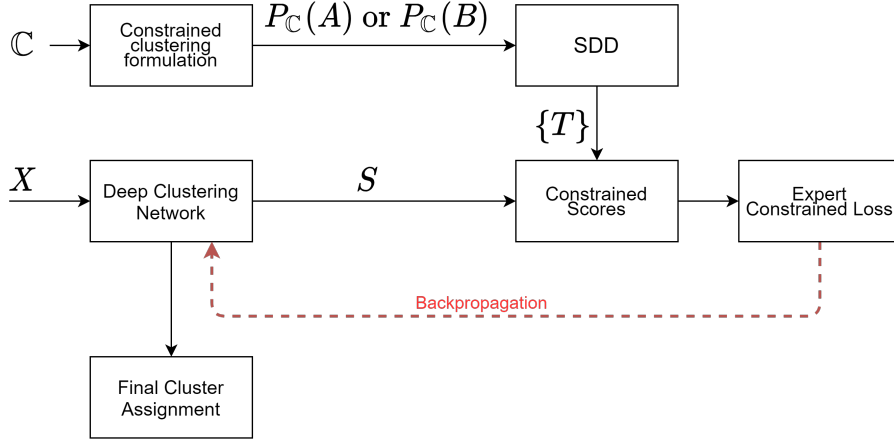 ℂ
Constrained
clustering
formulation
P_ℂ(A) or P_ℂ(B)
SDD
{T}
X
Deep Clustering
Network
S
Constrained
Scores
Expert
Constrained Loss
Backpropagation
Final Cluster
Assignment